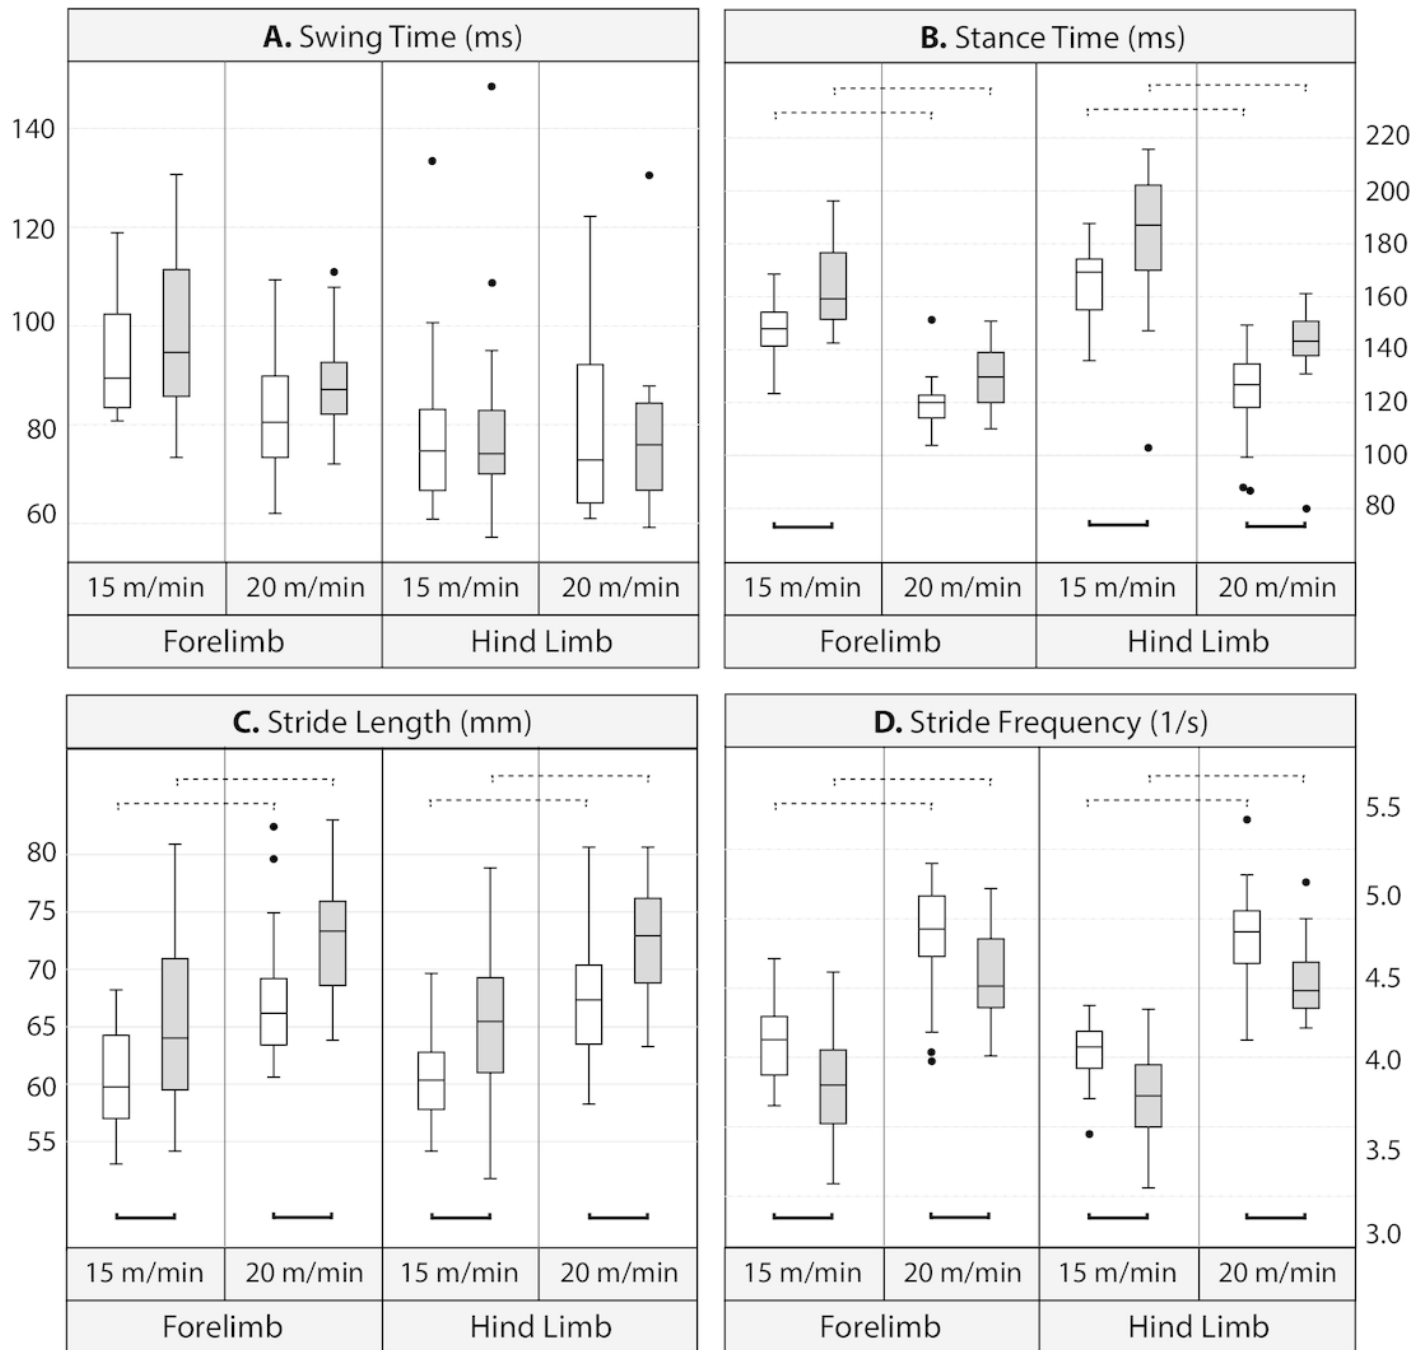 A. Swing Time (ms)
140
120
100
80
60
15 m/min 20 m/min 15 m/min 20 m/min
Forelimb Hind Limb
B. Stance Time (ms)
220
200
180
160
140
120
100
80
15 m/min 20 m/min 15 m/min 20 m/min
Forelimb Hind Limb
C. Stride Length (mm)
80
75
70
65
60
55
15 m/min 20 m/min 15 m/min 20 m/min
Forelimb Hind Limb
D. Stride Frequency (1/s)
5.5
5.0
4.5
4.0
3.5
3.0
15 m/min 20 m/min 15 m/min 20 m/min
Forelimb Hind Limb